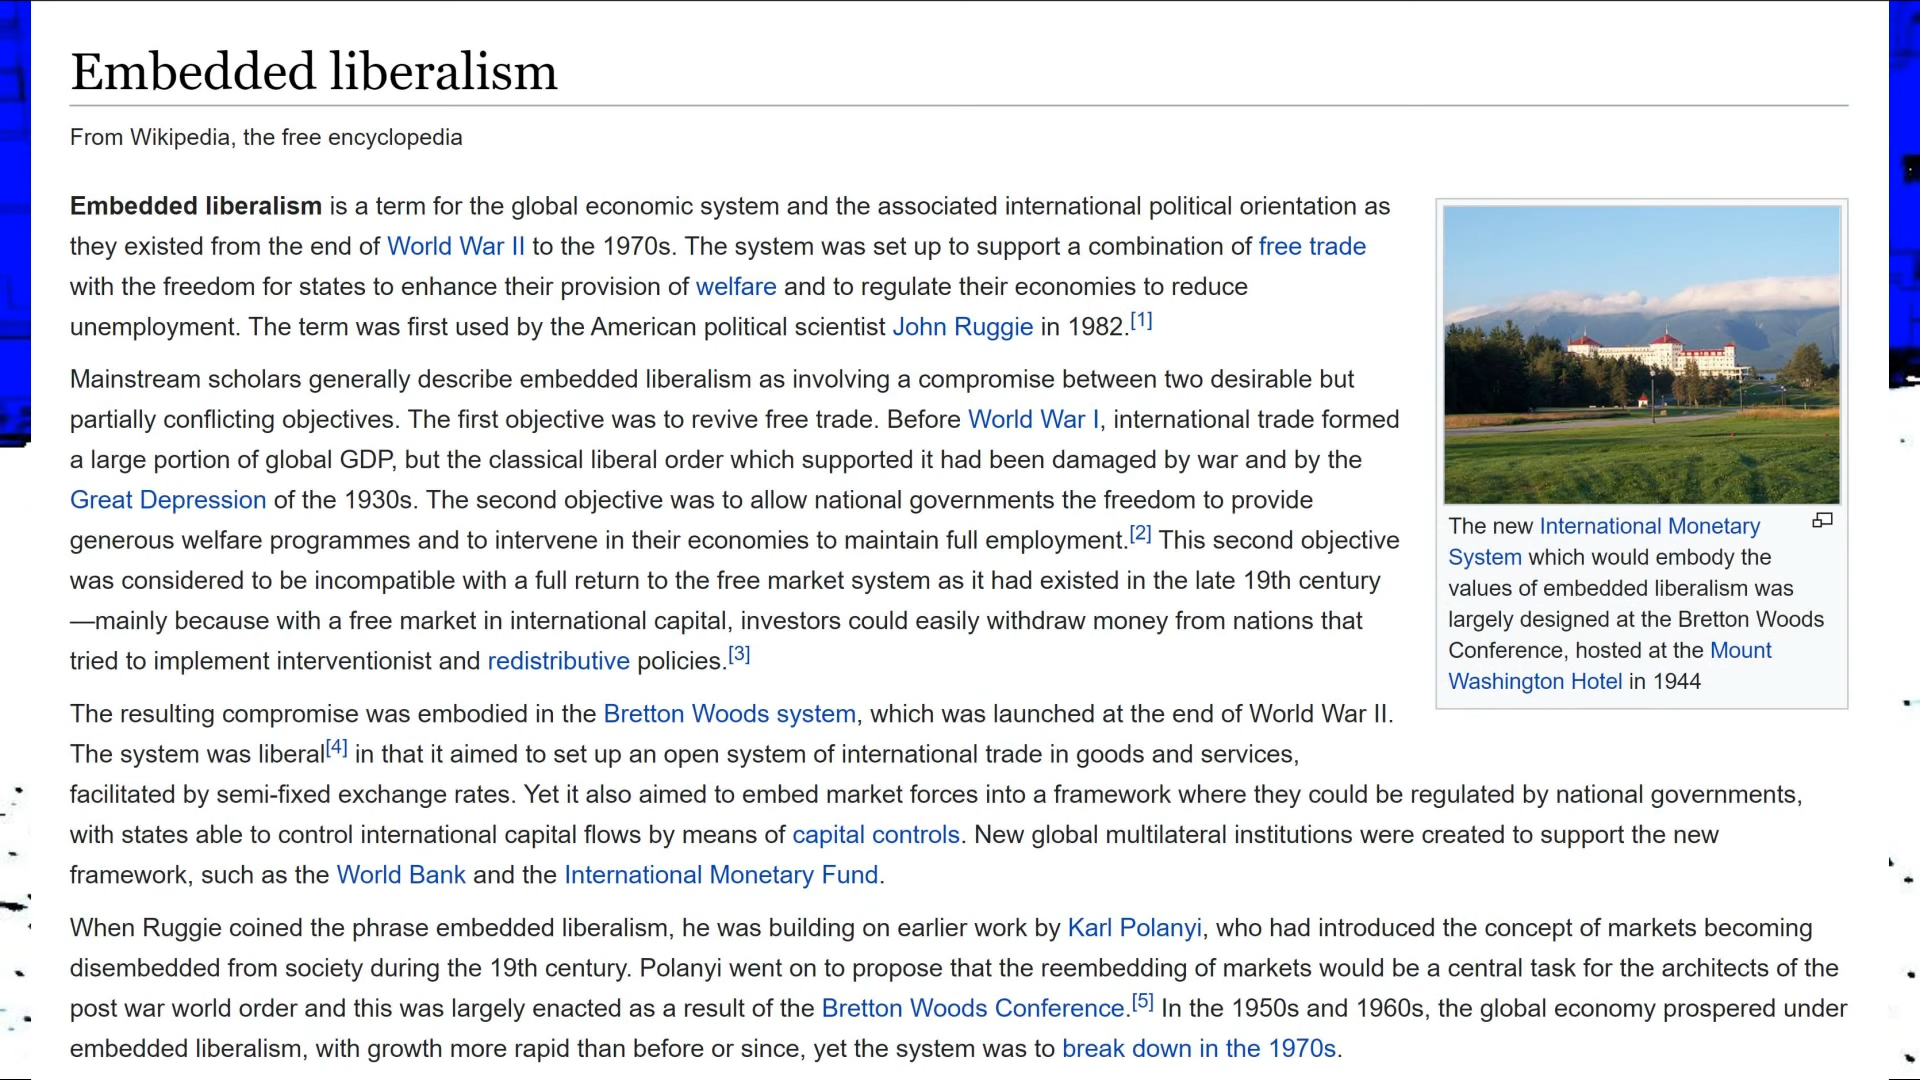 Embedded liberalism
From Wikipedia, the free encyclopedia
Embedded liberalism is a term for the global economic system and the associated international political orientation as
they existed from the end of World War II to the 1970s. The system was set up to support a combination of free trade
with the freedom for states to enhance their provision of welfare and to regulate their economies to reduce
unemployment. The term was first used by the American political scientist John Ruggie in 1982.[1]
Mainstream scholars generally describe embedded liberalism as involving a compromise between two desirable but
partially conflicting objectives. The first objective was to revive free trade. Before World War I, international trade formed
a large portion of global GDP, but the classical liberal order which supported it had been damaged by war and by the
Great Depression of the 1930s. The second objective was to allow national governments the freedom to provide
generous welfare programmes and to intervene in their economies to maintain full employment.[2] This second objective
was considered to be incompatible with a full return to the free market system as it had existed in the late 19th century
—mainly because with a free market in international capital, investors could easily withdraw money from nations that
tried to implement interventionist and redistributive policies.[3]
The resulting compromise was embodied in the Bretton Woods system, which was launched at the end of World War II.
The system was liberal[4] in that it aimed to set up an open system of international trade in goods and services,
facilitated by semi-fixed exchange rates. Yet it also aimed to embed market forces into a framework where they could be regulated by national governments,
with states able to control international capital flows by means of capital controls. New global multilateral institutions were created to support the new
framework, such as the World Bank and the International Monetary Fund.
When Ruggie coined the phrase embedded liberalism, he was building on earlier work by Karl Polanyi, who had introduced the concept of markets becoming
disembedded from society during the 19th century. Polanyi went on to propose that the reembedding of markets would be a central task for the architects of the
post war world order and this was largely enacted as a result of the Bretton Woods Conference.[5] In the 1950s and 1960s, the global economy prospered under
embedded liberalism, with growth more rapid than before or since, yet the system was to break down in the 1970s.
The new International Monetary
System which would embody the
values of embedded liberalism was
largely designed at the Bretton Woods
Conference, hosted at the Mount
Washington Hotel in 1944